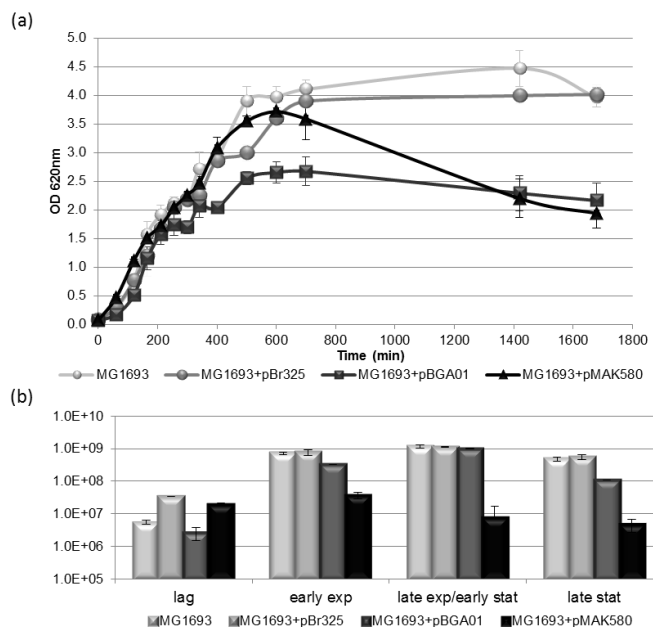 (a)
5.0
4.5
4.0
3.5
3.0
2.5
2.0
1.5
1.0
0.5
0.0
OD 620nm
0 200 400 600 800 1000 1200 1400 1600 1800
Time (min)
MG1693 MG1693+pBr325 MG1693+pBGA01 MG1693+pMAK580
(b)
1.0E+10
1.0E+09
1.0E+08
1.0E+07
1.0E+06
1.0E+05
lag early exp late exp/early stat late stat
MG1693 MG1693+pBr325 MG1693+pBGA01 MG1693+pMAK580